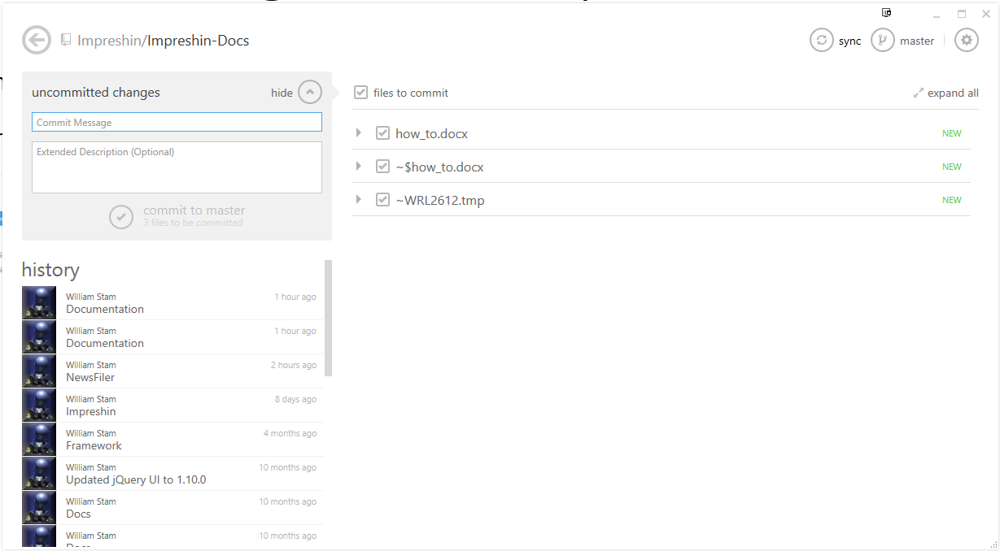 Impreshin/Impreshin-Docs
sync
master
uncommitted changes
hide
Commit Message
Extended Description (Optional)
commit to master
3 files to be committed
files to commit
expand all
how_to.docx NEW
~$how_to.docx NEW
~WRL2612.tmp NEW
history
William Stam 1 hour ago
Documentation
William Stam 1 hour ago
Documentation
William Stam 2 hours ago
NewsFiler
William Stam 8 days ago
Impreshin
William Stam 4 months ago
Framework
William Stam 10 months ago
Updated jQuery UI to 1.10.0
William Stam 10 months ago
Docs
William Stam 10 months ago